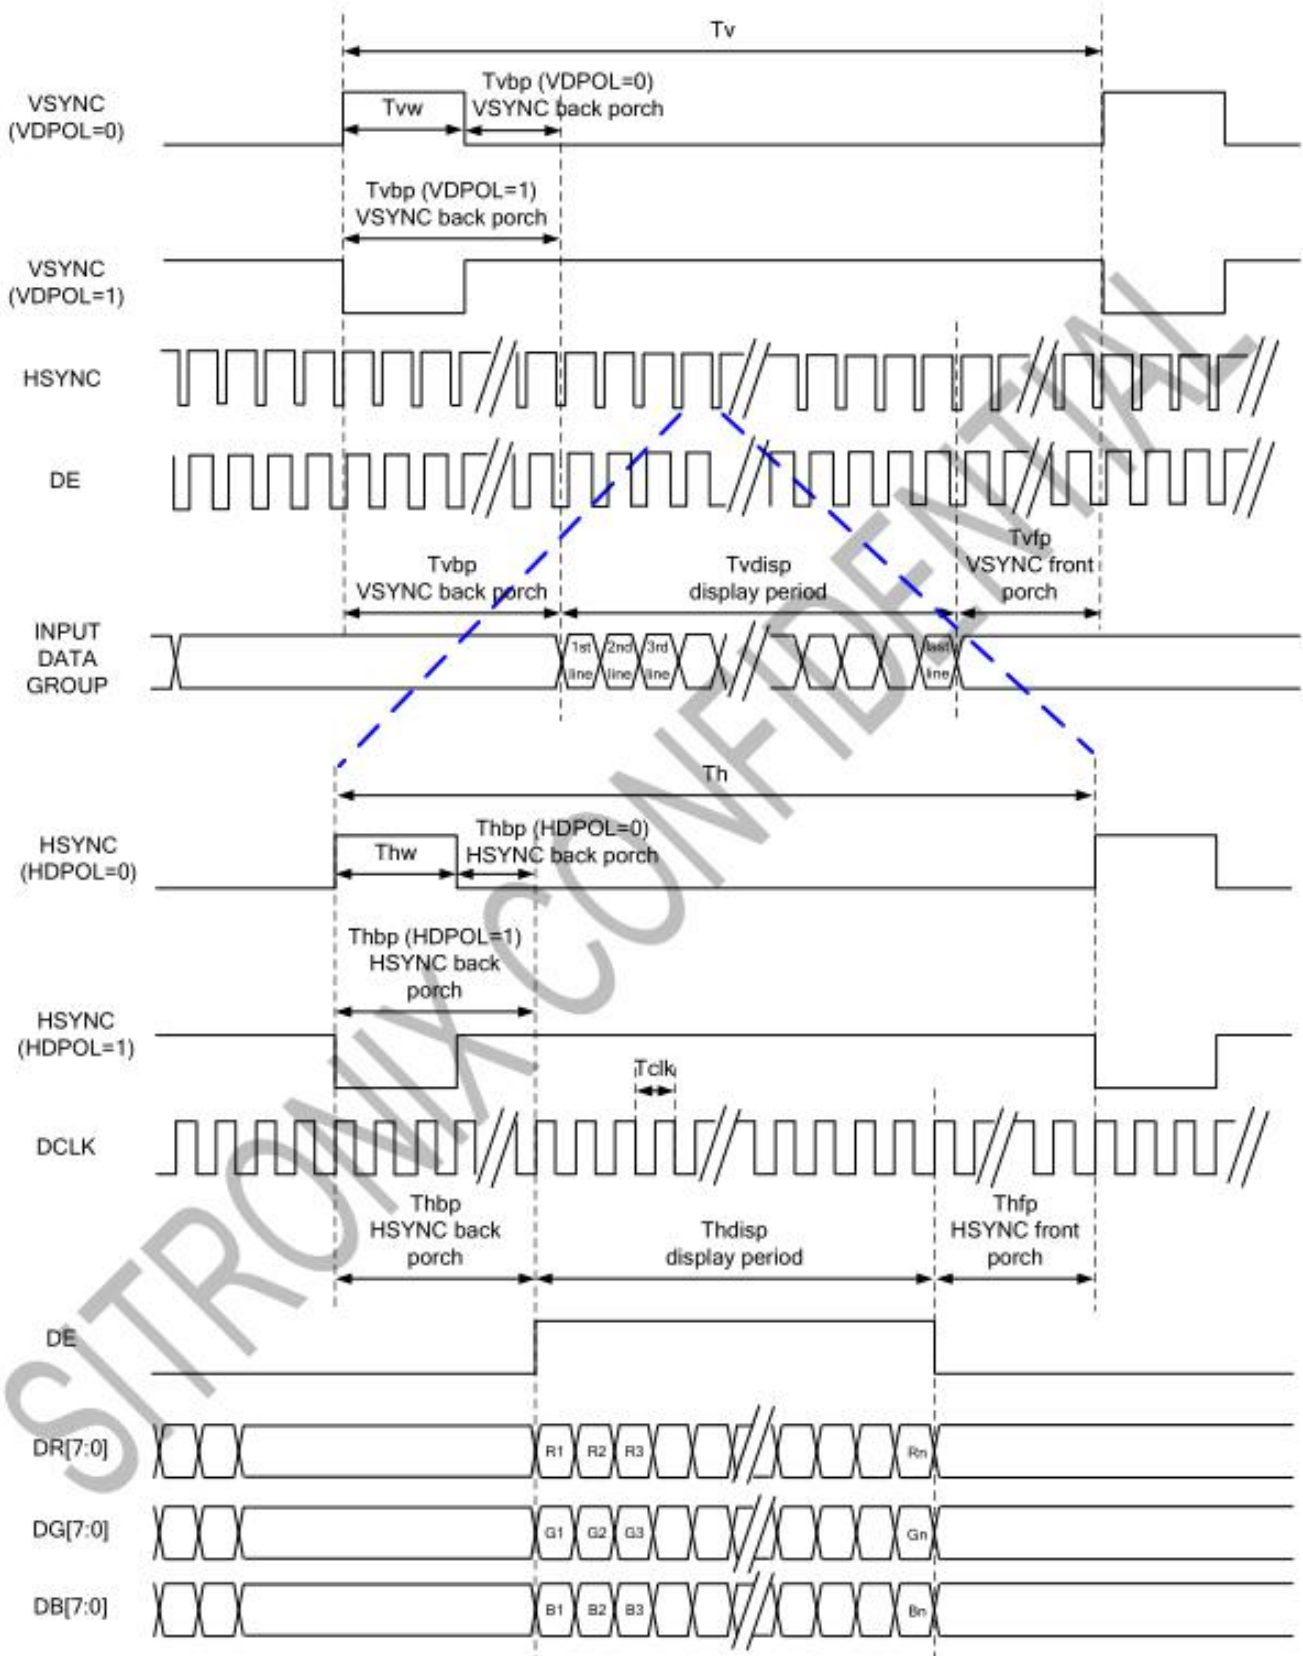 Tv
VSYNC
(VDPOL=0)
Tvw
Tvbp (VDPOL=0)
VSYNC back porch
Tvbp (VDPOL=1)
VSYNC back porch
VSYNC
(VDPOL=1)
HSYNC
DE
Tvbp
VSYNC back porch
Tvdisp
display period
Tvfp
VSYNC front
porch
INPUT
DATA
GROUP
1st
line
2nd
line
3rd
line
last
line
Th
HSYNC
(HDPOL=0)
Thw
Thbp (HDPOL=0)
HSYNC back porch
Thbp (HDPOL=1)
HSYNC back
porch
HSYNC
(HDPOL=1)
Tclk
DCLK
Thbp
HSYNC back
porch
Thdisp
display period
Thfp
HSYNC front
porch
DE
DR[7:0]
R1 R2 R3 Rn
DG[7:0]
G1 G2 G3 Gn
DB[7:0]
B1 B2 B3 Bn
SITRONIX CONFIDENTIAL